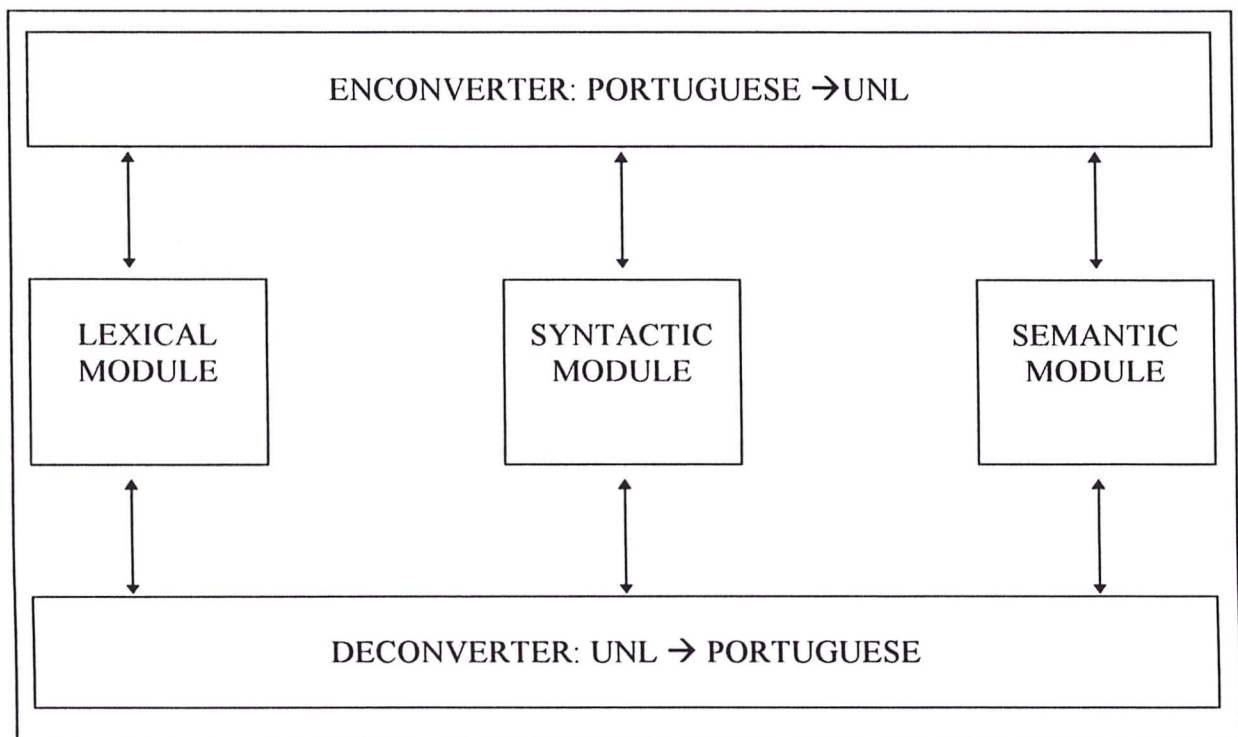 ENCONVERTER: PORTUGUESE →UNL
LEXICAL
MODULE
SYNTACTIC
MODULE
SEMANTIC
MODULE
DECONVERTER: UNL → PORTUGUESE